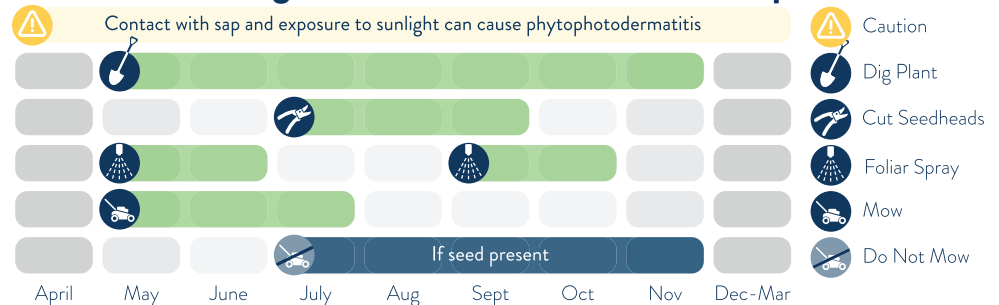 Contact with sap and exposure to sunlight can cause phytophotodermatitis
Caution
Dig Plant
Cut Seedheads
Foliar Spray
Mow
If seed present
Do Not Mow
April May June July Aug Sept Oct Nov Dec-Mar